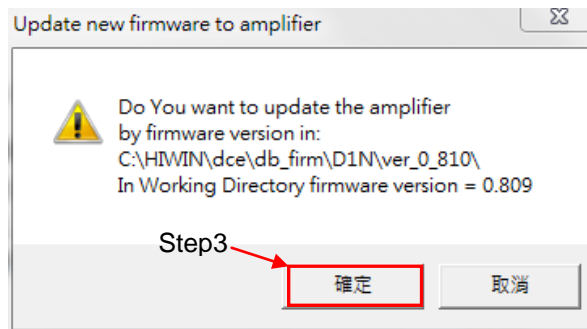 Update new firmware to amplifier
Do You want to update the amplifier
by firmware version in:
C:\HIWIN\dce\db_firm\D1N\ver_0_810\
In Working Directory firmware version = 0.809
Step3
確定
取消